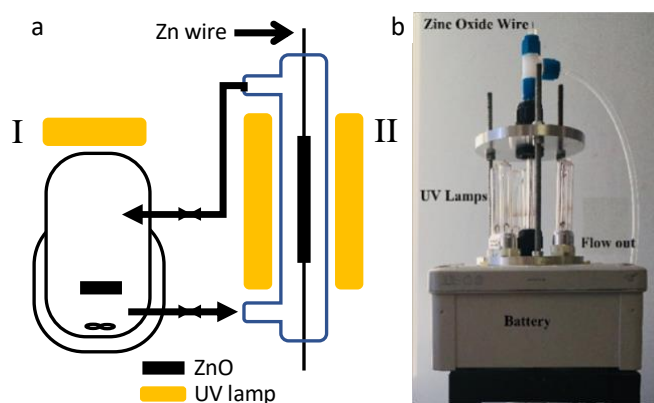 a
Zn wire
b
Zinc Oxide Wire
I
II
UV Lamps
Flow out
Battery
ZnO
UV lamp